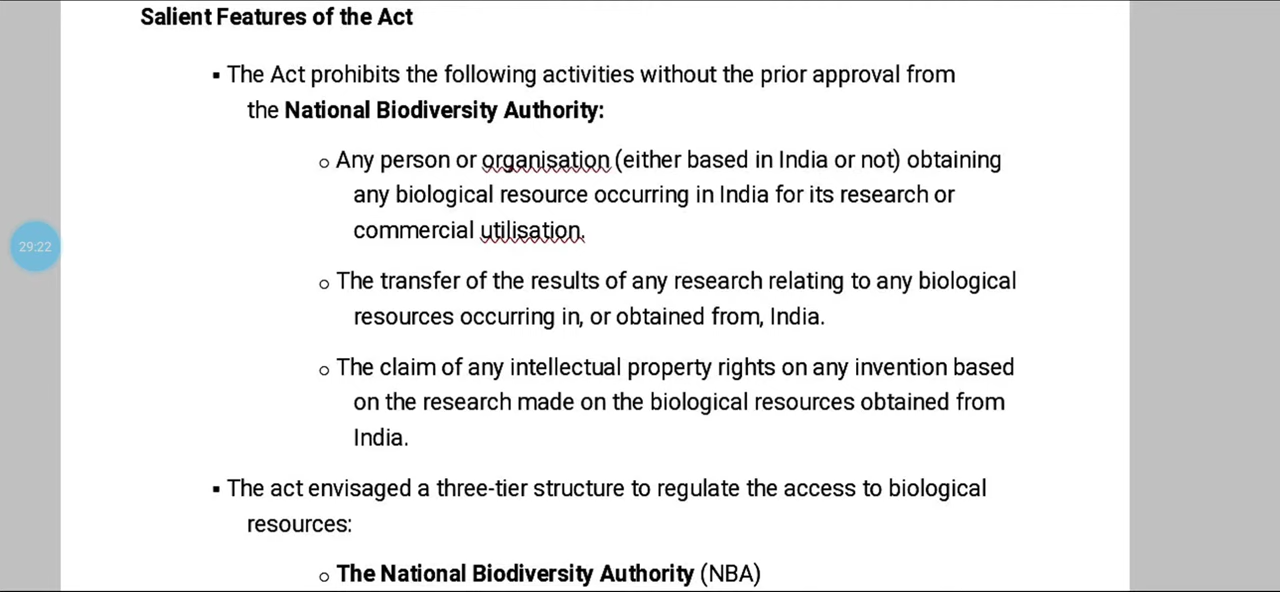 Salient Features of the Act
▪ The Act prohibits the following activities without the prior approval from
the National Biodiversity Authority:
o Any person or organisation (either based in India or not) obtaining
any biological resource occurring in India for its research or
commercial utilisation.
29:22
o The transfer of the results of any research relating to any biological
resources occurring in, or obtained from, India.
o The claim of any intellectual property rights on any invention based
on the research made on the biological resources obtained from
India.
▪ The act envisaged a three-tier structure to regulate the access to biological
resources:
o The National Biodiversity Authority (NBA)